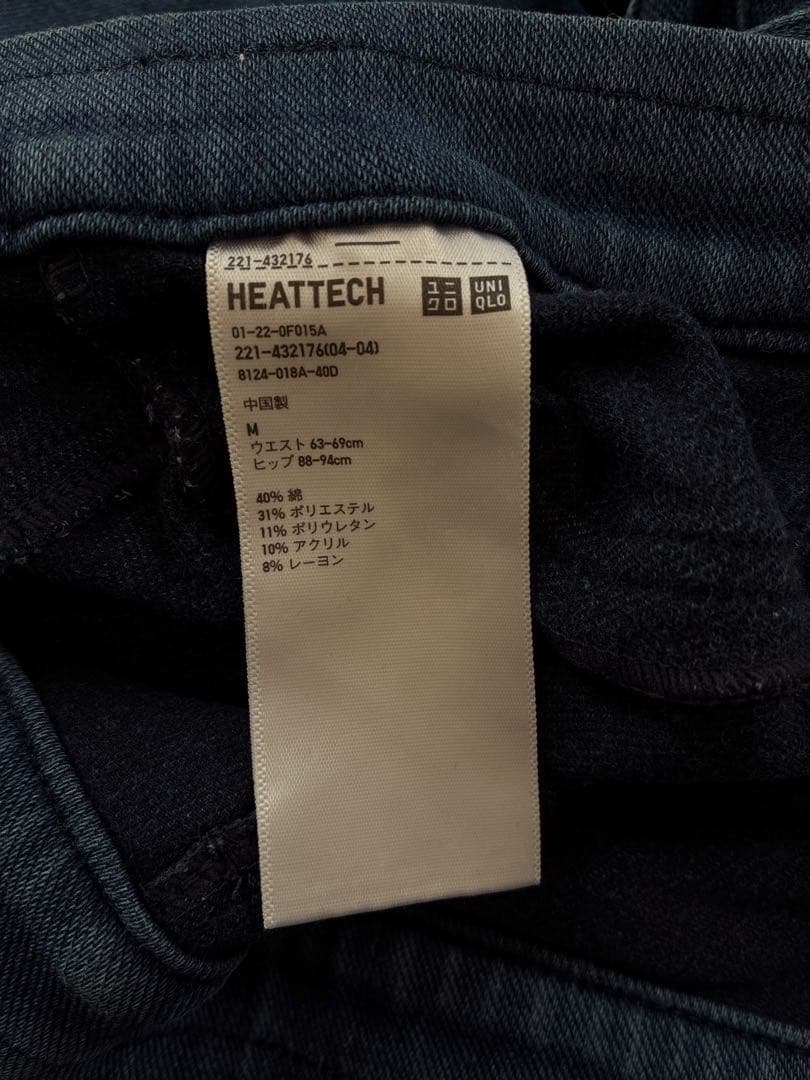 221-432176
HEATTECH
ユニクロ
UNIQLO
01-22-0F015A
221-432176(04-04)
8124-018A-40D
中国製
M
ウエスト 63-69cm
ヒップ 88-94cm
40% 綿
31% ポリエステル
11% ポリウレタン
10% アクリル
8% レーヨン